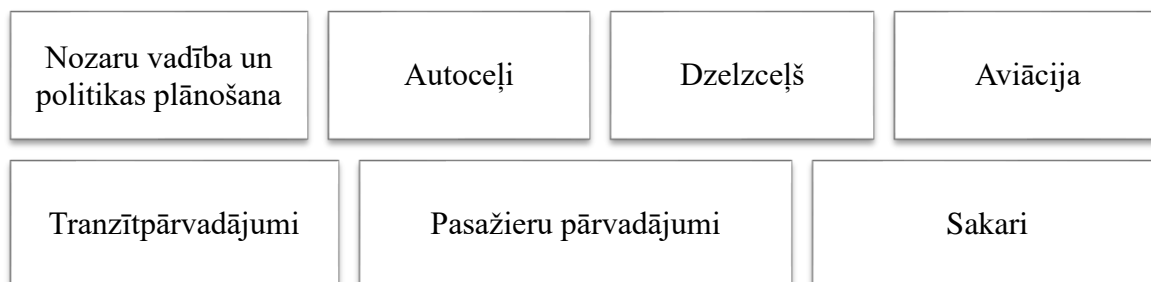 Nozaru vadība un
politikas plānošana
Autoceļi
Dzelzceļš
Aviācija
Tranzītpārvadājumi
Pasažieru pārvadājumi
Sakari